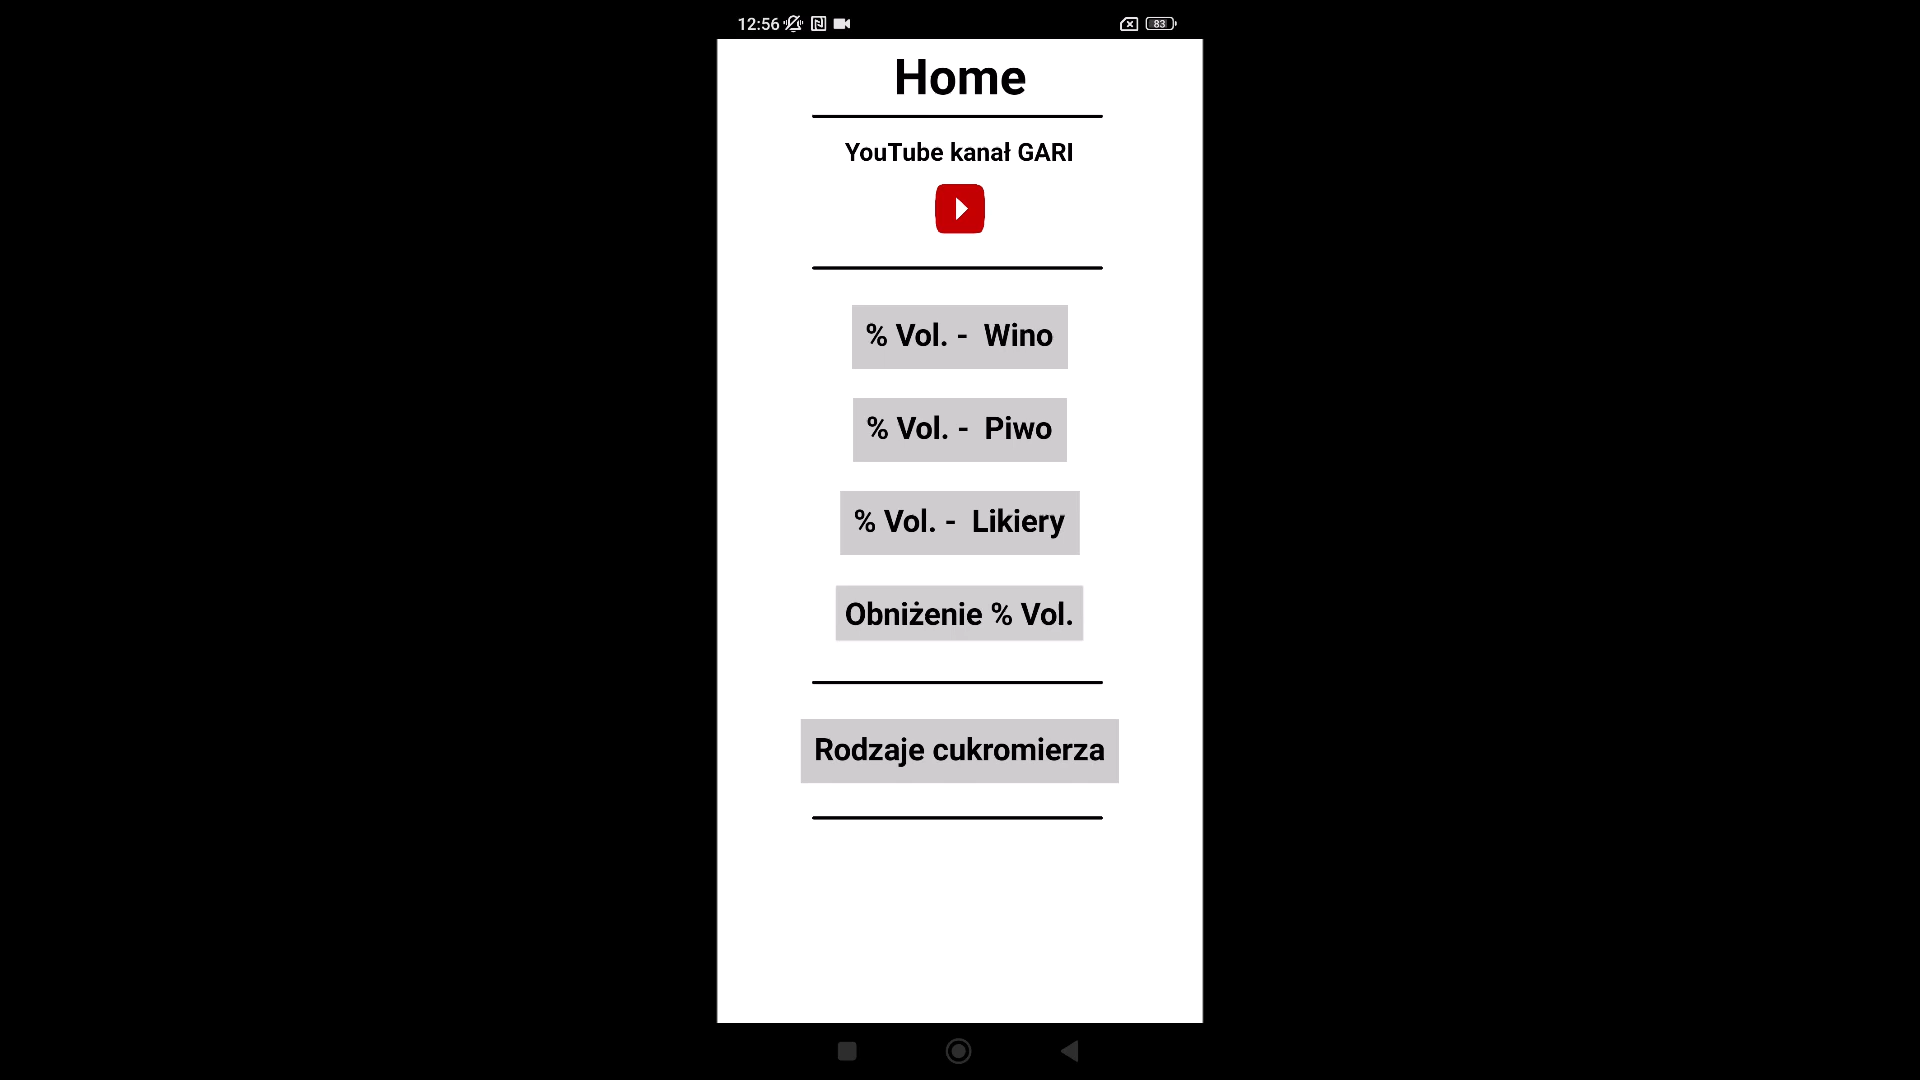 12:56 83
Home
YouTube kanał GARI
% Vol. - Wino
% Vol. - Piwo
% Vol. - Likiery
Obniżenie % Vol.
Rodzaje cukromierza